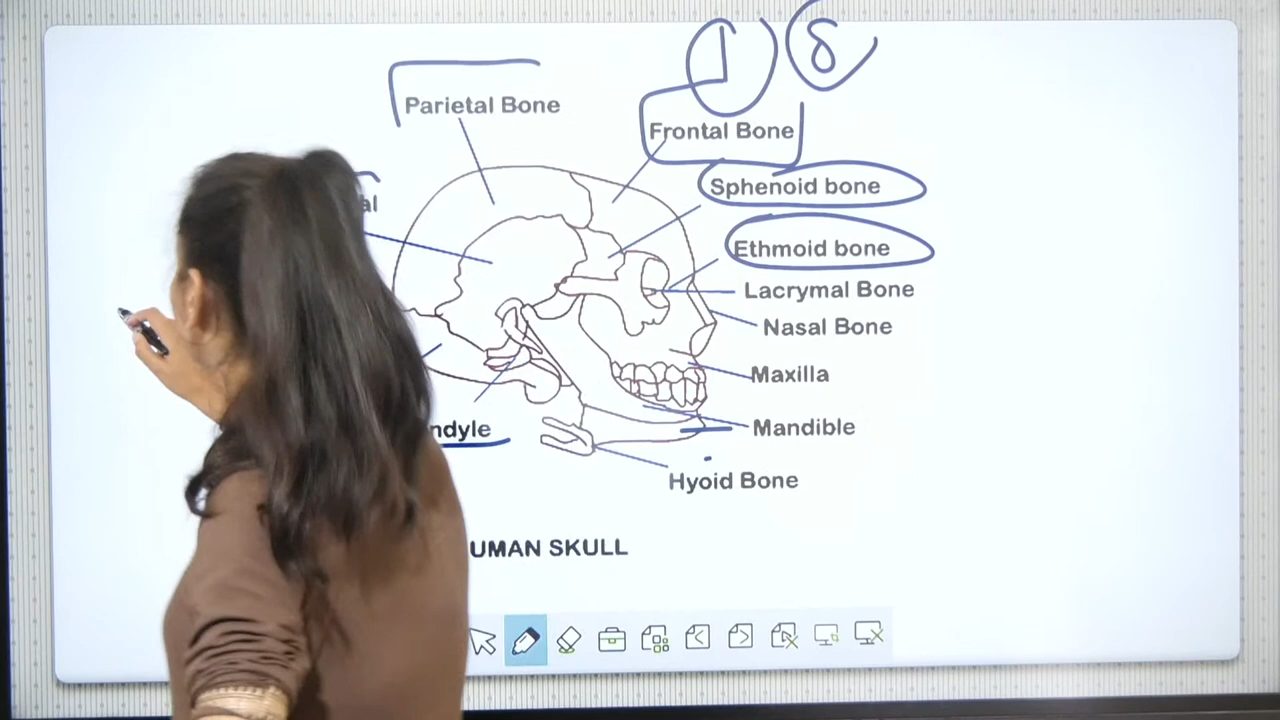 1 8
Parietal Bone
Frontal Bone
Sphenoid bone
al
Ethmoid bone
Lacrymal Bone
Nasal Bone
Maxilla
ndyle
Mandible
Hyoid Bone
UMAN SKULL